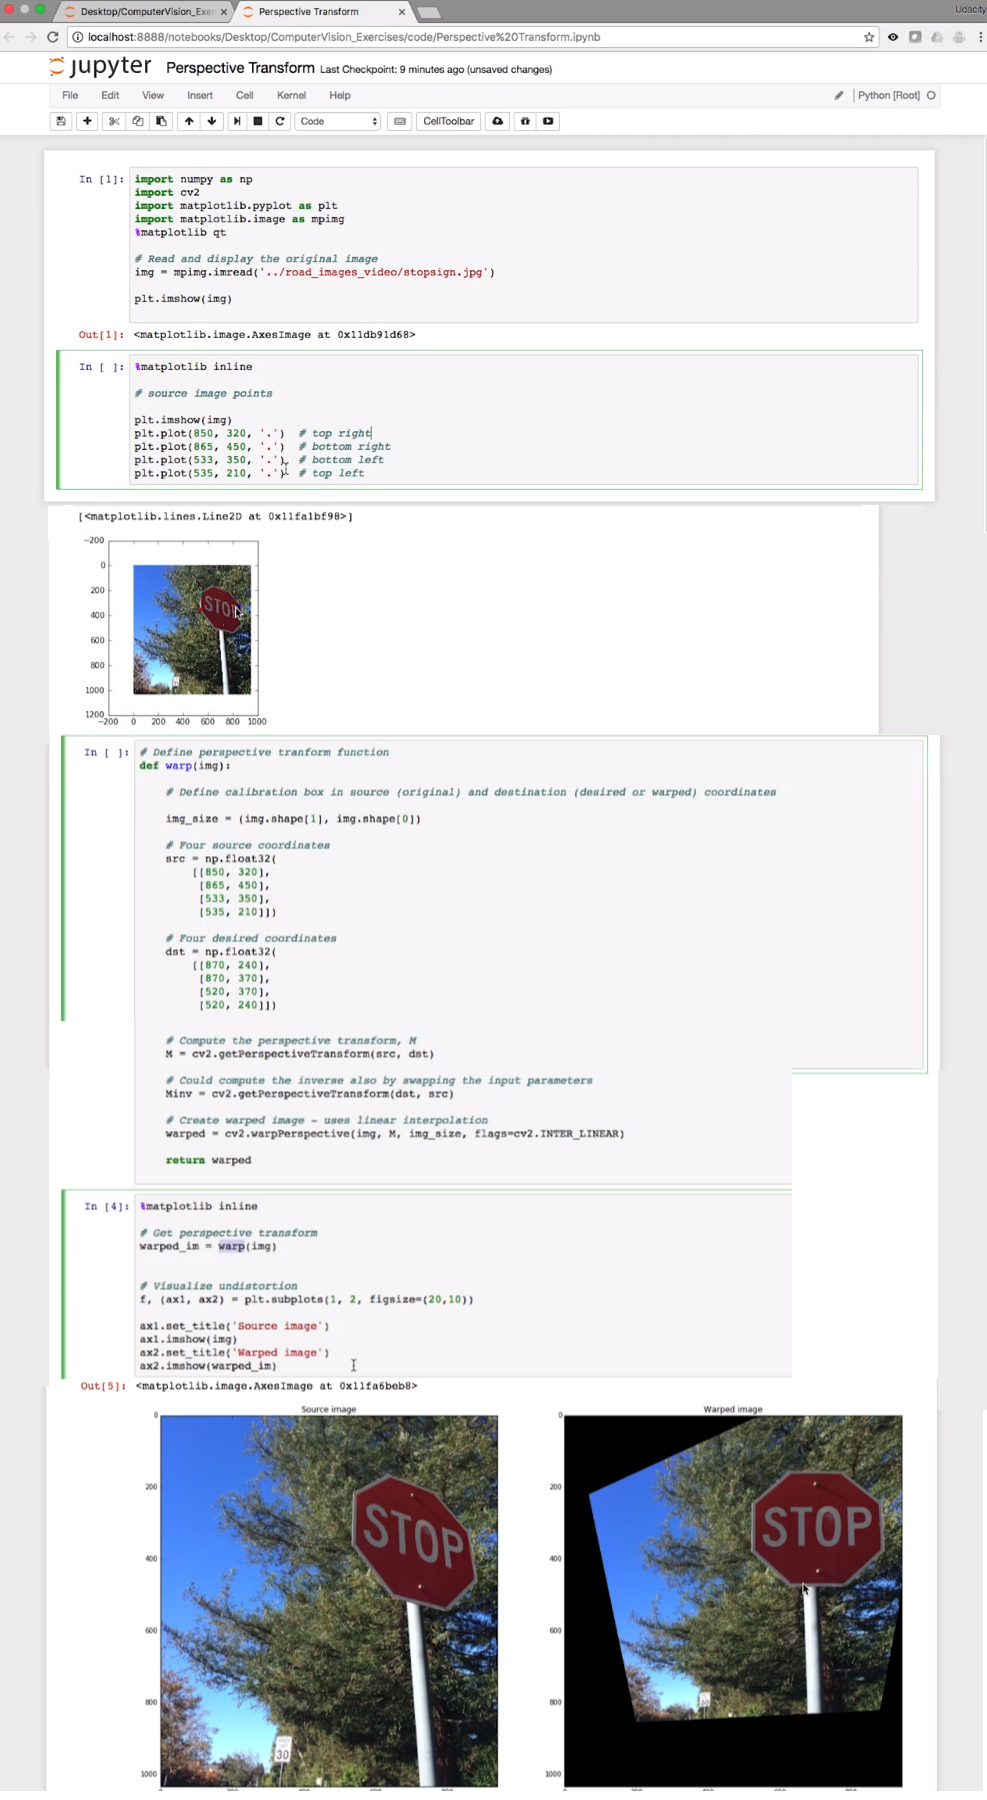 Desktop/ComputerVision_Exer
Perspective Transform
Udacity
localhost:8888/notebooks/Desktop/ComputerVision_Exercises/code/Perspective%20Transform.ipynb
jupyter Perspective Transform Last Checkpoint: 9 minutes ago (unsaved changes)
File Edit View Insert Cell Kernel Help Python [Root]
Code CellToolbar
In [1]: import numpy as np
import cv2
import matplotlib.pyplot as plt
import matplotlib.image as mpimg
%matplotlib qt
# Read and display the original image
img = mpimg.imread('../road_images_video/stopsign.jpg')
plt.imshow(img)
Out[1]: <matplotlib.image.AxesImage at 0x11db91d68>
In [ ]: %matplotlib inline
# source image points
plt.imshow(img)
plt.plot(850, 320, '.') # top right
plt.plot(865, 450, '.') # bottom right
plt.plot(533, 350, '.') # bottom left
plt.plot(535, 210, '.') # top left
[<matplotlib.lines.Line2D at 0x11fa1bf98>]
−200
0
200
400
600
800
1000
1200
−200 0 200 400 600 800 1000
STOP
In [ ]: # Define perspective tranform function
def warp(img):
# Define calibration box in source (original) and destination (desired or warped) coordinates
img_size = (img.shape[1], img.shape[0])
# Four source coordinates
src = np.float32(
[[850, 320],
[865, 450],
[533, 350],
[535, 210]])
# Four desired coordinates
dst = np.float32(
[[870, 240],
[870, 370],
[520, 370],
[520, 240]])
# Compute the perspective transform, M
M = cv2.getPerspectiveTransform(src, dst)
# Could compute the inverse also by swapping the input parameters
Minv = cv2.getPerspectiveTransform(dst, src)
# Create warped image - uses linear interpolation
warped = cv2.warpPerspective(img, M, img_size, flags=cv2.INTER_LINEAR)
return warped
In [4]: %matplotlib inline
# Get perspective transform
warped_im = warp(img)
# Visualize undistortion
f, (ax1, ax2) = plt.subplots(1, 2, figsize=(20,10))
ax1.set_title('Source image')
ax1.imshow(img)
ax2.set_title('Warped image')
ax2.imshow(warped_im)
Out[5]: <matplotlib.image.AxesImage at 0x11fa6beb8>
Source image
0
200
400
600
800
1000
STOP
30
Warped image
0
200
400
600
800
1000
STOP
30